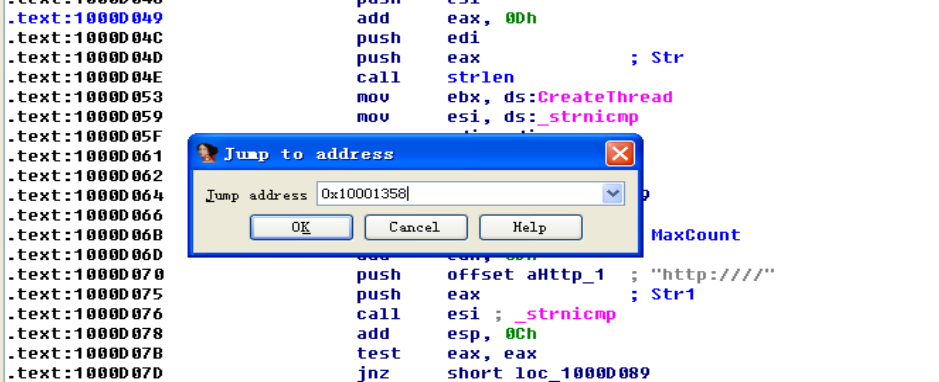 push esi
.text:1000D049 add eax, 0Dh
.text:1000D04C push edi
.text:1000D04D push eax ; Str
.text:1000D04E call strlen
.text:1000D053 mov ebx, ds:CreateThread
.text:1000D059 mov esi, ds:_strnicmp
.text:1000D05F
.text:1000D061
Jump to address
.text:1000D062
.text:1000D064
Jump address 0x10001358
.text:1000D066
OK Cancel Help
.text:1000D06B MaxCount
.text:1000D06D
.text:1000D070 push offset aHttp_1 ; "http:////"
.text:1000D075 push eax ; Str1
.text:1000D076 call esi ; _strnicmp
.text:1000D078 add esp, 0Ch
.text:1000D07B test eax, eax
.text:1000D07D jnz short loc_1000D089